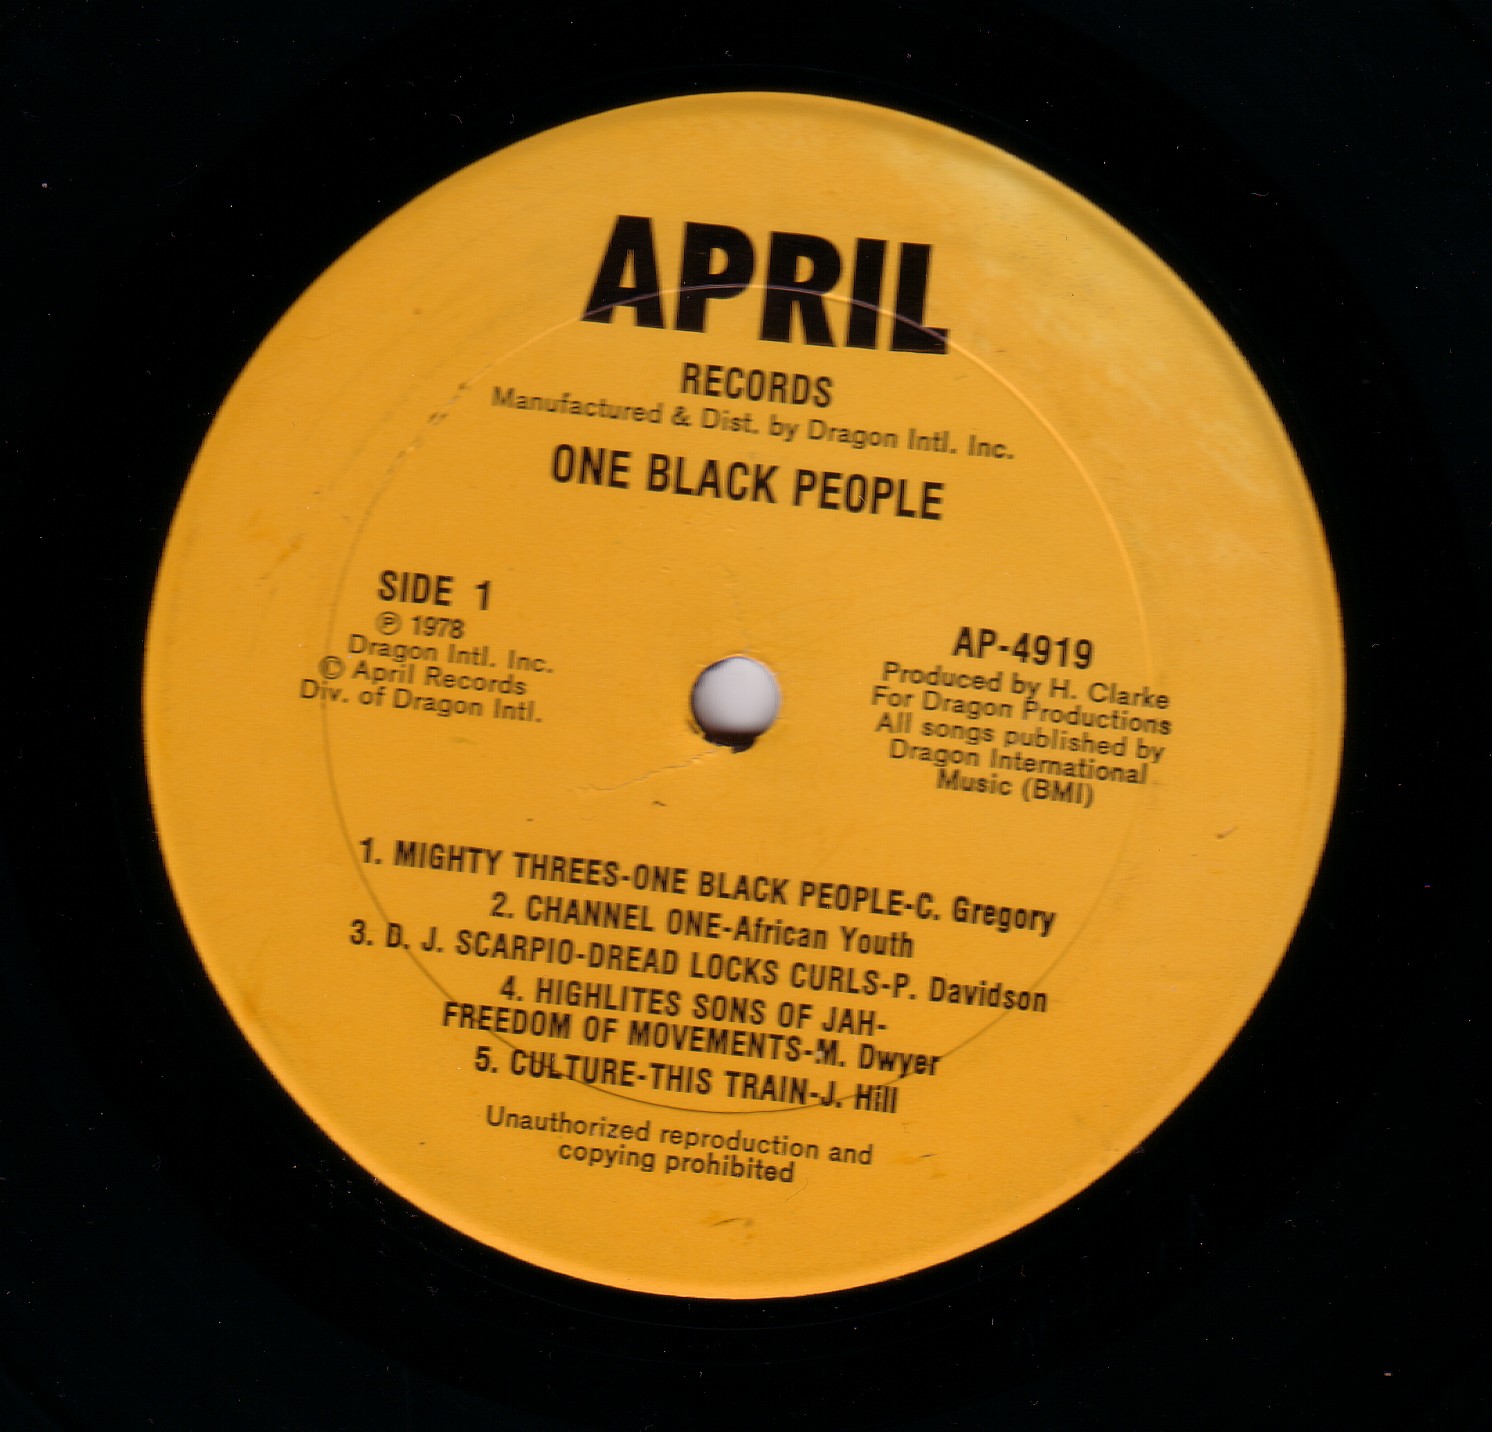 APRIL
RECORDS
Manufactured & Dist. by Dragon Intl. Inc.
ONE BLACK PEOPLE
SIDE 1
℗ 1978
Dragon Intl. Inc.
© April Records
Div. of Dragon Intl.
AP-4919
Produced by H. Clarke
For Dragon Productions
All songs published by
Dragon International
Music (BMI)
1. MIGHTY THREES-ONE BLACK PEOPLE-C. Gregory
2. CHANNEL ONE-African Youth
3. D. J. SCARPIO-DREAD LOCKS CURLS-P. Davidson
4. HIGHLITES SONS OF JAH-
FREEDOM OF MOVEMENTS-M. Dwyer
5. CULTURE-THIS TRAIN-J. Hill
Unauthorized reproduction and
copying prohibited